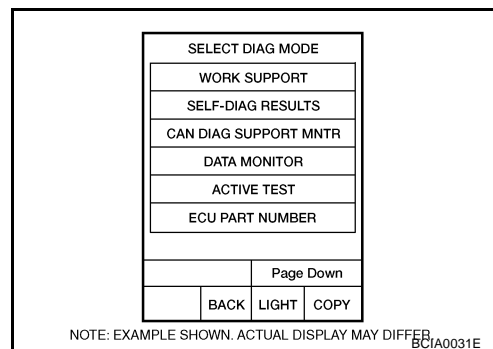 SELECT DIAG MODE
WORK SUPPORT
SELF-DIAG RESULTS
CAN DIAG SUPPORT MNTR
DATA MONITOR
ACTIVE TEST
ECU PART NUMBER
Page Down
BACK LIGHT COPY
NOTE: EXAMPLE SHOWN. ACTUAL DISPLAY MAY DIFFER.
BCIA0031E